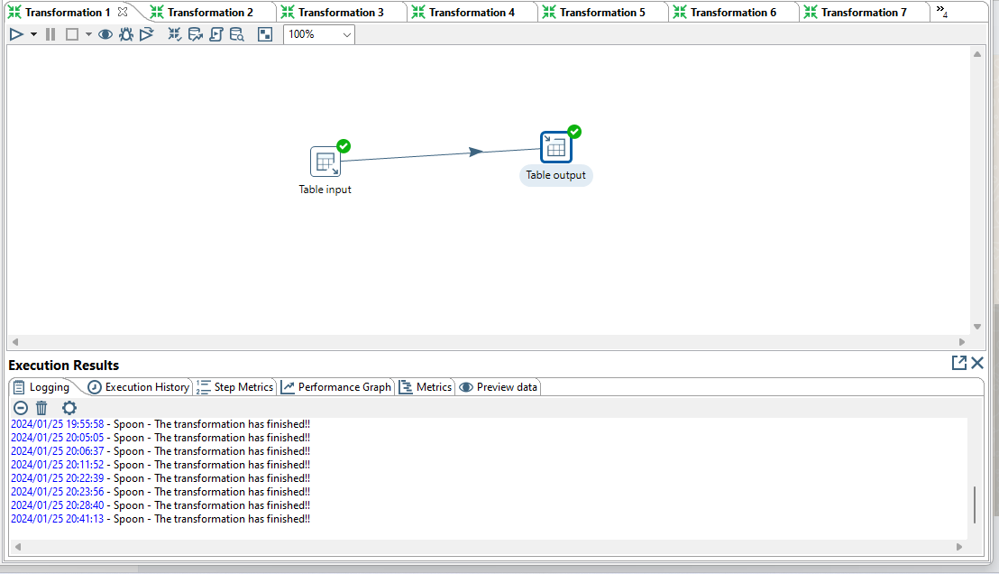 Transformation 1 Transformation 2 Transformation 3 Transformation 4 Transformation 5 Transformation 6 Transformation 7 4
100%
Table input
Table output
Execution Results
Logging Execution History Step Metrics Performance Graph Metrics Preview data
2024/01/25 19:55:58 - Spoon - The transformation has finished!!
2024/01/25 20:05:05 - Spoon - The transformation has finished!!
2024/01/25 20:06:37 - Spoon - The transformation has finished!!
2024/01/25 20:11:52 - Spoon - The transformation has finished!!
2024/01/25 20:22:39 - Spoon - The transformation has finished!!
2024/01/25 20:23:56 - Spoon - The transformation has finished!!
2024/01/25 20:28:40 - Spoon - The transformation has finished!!
2024/01/25 20:41:13 - Spoon - The transformation has finished!!